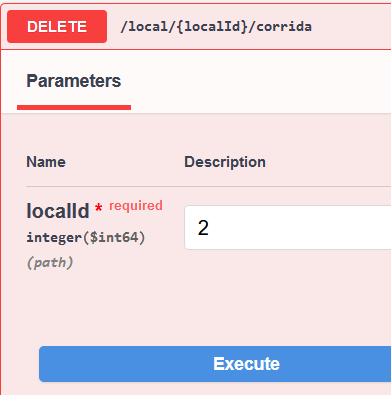 DELETE /local/{localId}/corrida
Parameters
Name Description
localId * required
integer($int64)
(path)
2
Execute